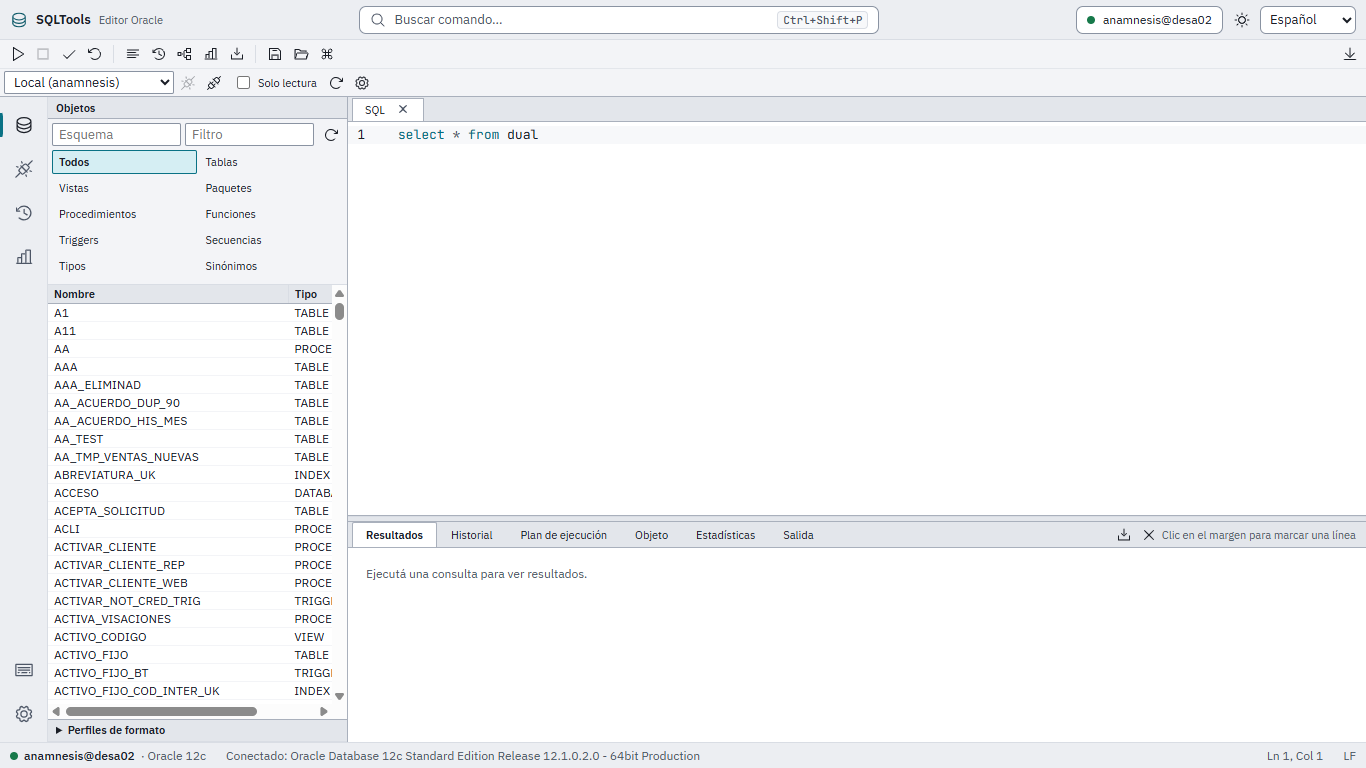 SQLTools Editor Oracle Buscar comando... Ctrl+Shift+P anamnesis@desa02 Español
Local (anamnesis) Solo lectura
Objetos
Esquema Filtro
Todos Tablas
Vistas Paquetes
Procedimientos Funciones
Triggers Secuencias
Tipos Sinónimos
Nombre Tipo
A1 TABLE
A11 TABLE
AA PROCE
AAA TABLE
AAA_ELIMINAD TABLE
AA_ACUERDO_DUP_90 TABLE
AA_ACUERDO_HIS_MES TABLE
AA_TEST TABLE
AA_TMP_VENTAS_NUEVAS TABLE
ABREVIATURA_UK INDEX
ACCESO DATAB
ACEPTA_SOLICITUD TABLE
ACLI PROCE
ACTIVAR_CLIENTE PROCE
ACTIVAR_CLIENTE_REP PROCE
ACTIVAR_CLIENTE_WEB PROCE
ACTIVAR_NOT_CRED_TRIG TRIGG
ACTIVA_VISACIONES PROCE
ACTIVO_CODIGO VIEW
ACTIVO_FIJO TABLE
ACTIVO_FIJO_BT TRIGG
ACTIVO_FIJO_COD_INTER_UK INDEX
Perfiles de formato
SQL
1 select * from dual
Resultados Historial Plan de ejecución Objeto Estadísticas Salida Clic en el margen para marcar una línea
Ejecutá una consulta para ver resultados.
anamnesis@desa02 · Oracle 12c Conectado: Oracle Database 12c Standard Edition Release 12.1.0.2.0 - 64bit Production Ln 1, Col 1 LF